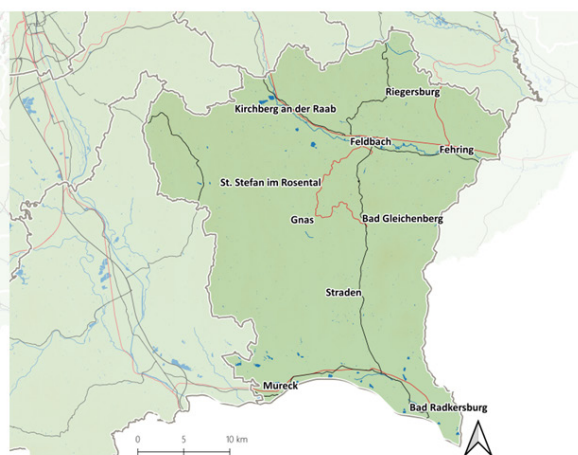 Riegersburg
Kirchberg an der Raab
Feldbach
Fehring
St. Stefan im Rosental
Gnas
Bad Gleichenberg
Straden
Mureck
Bad Radkersburg
0 5 10 km